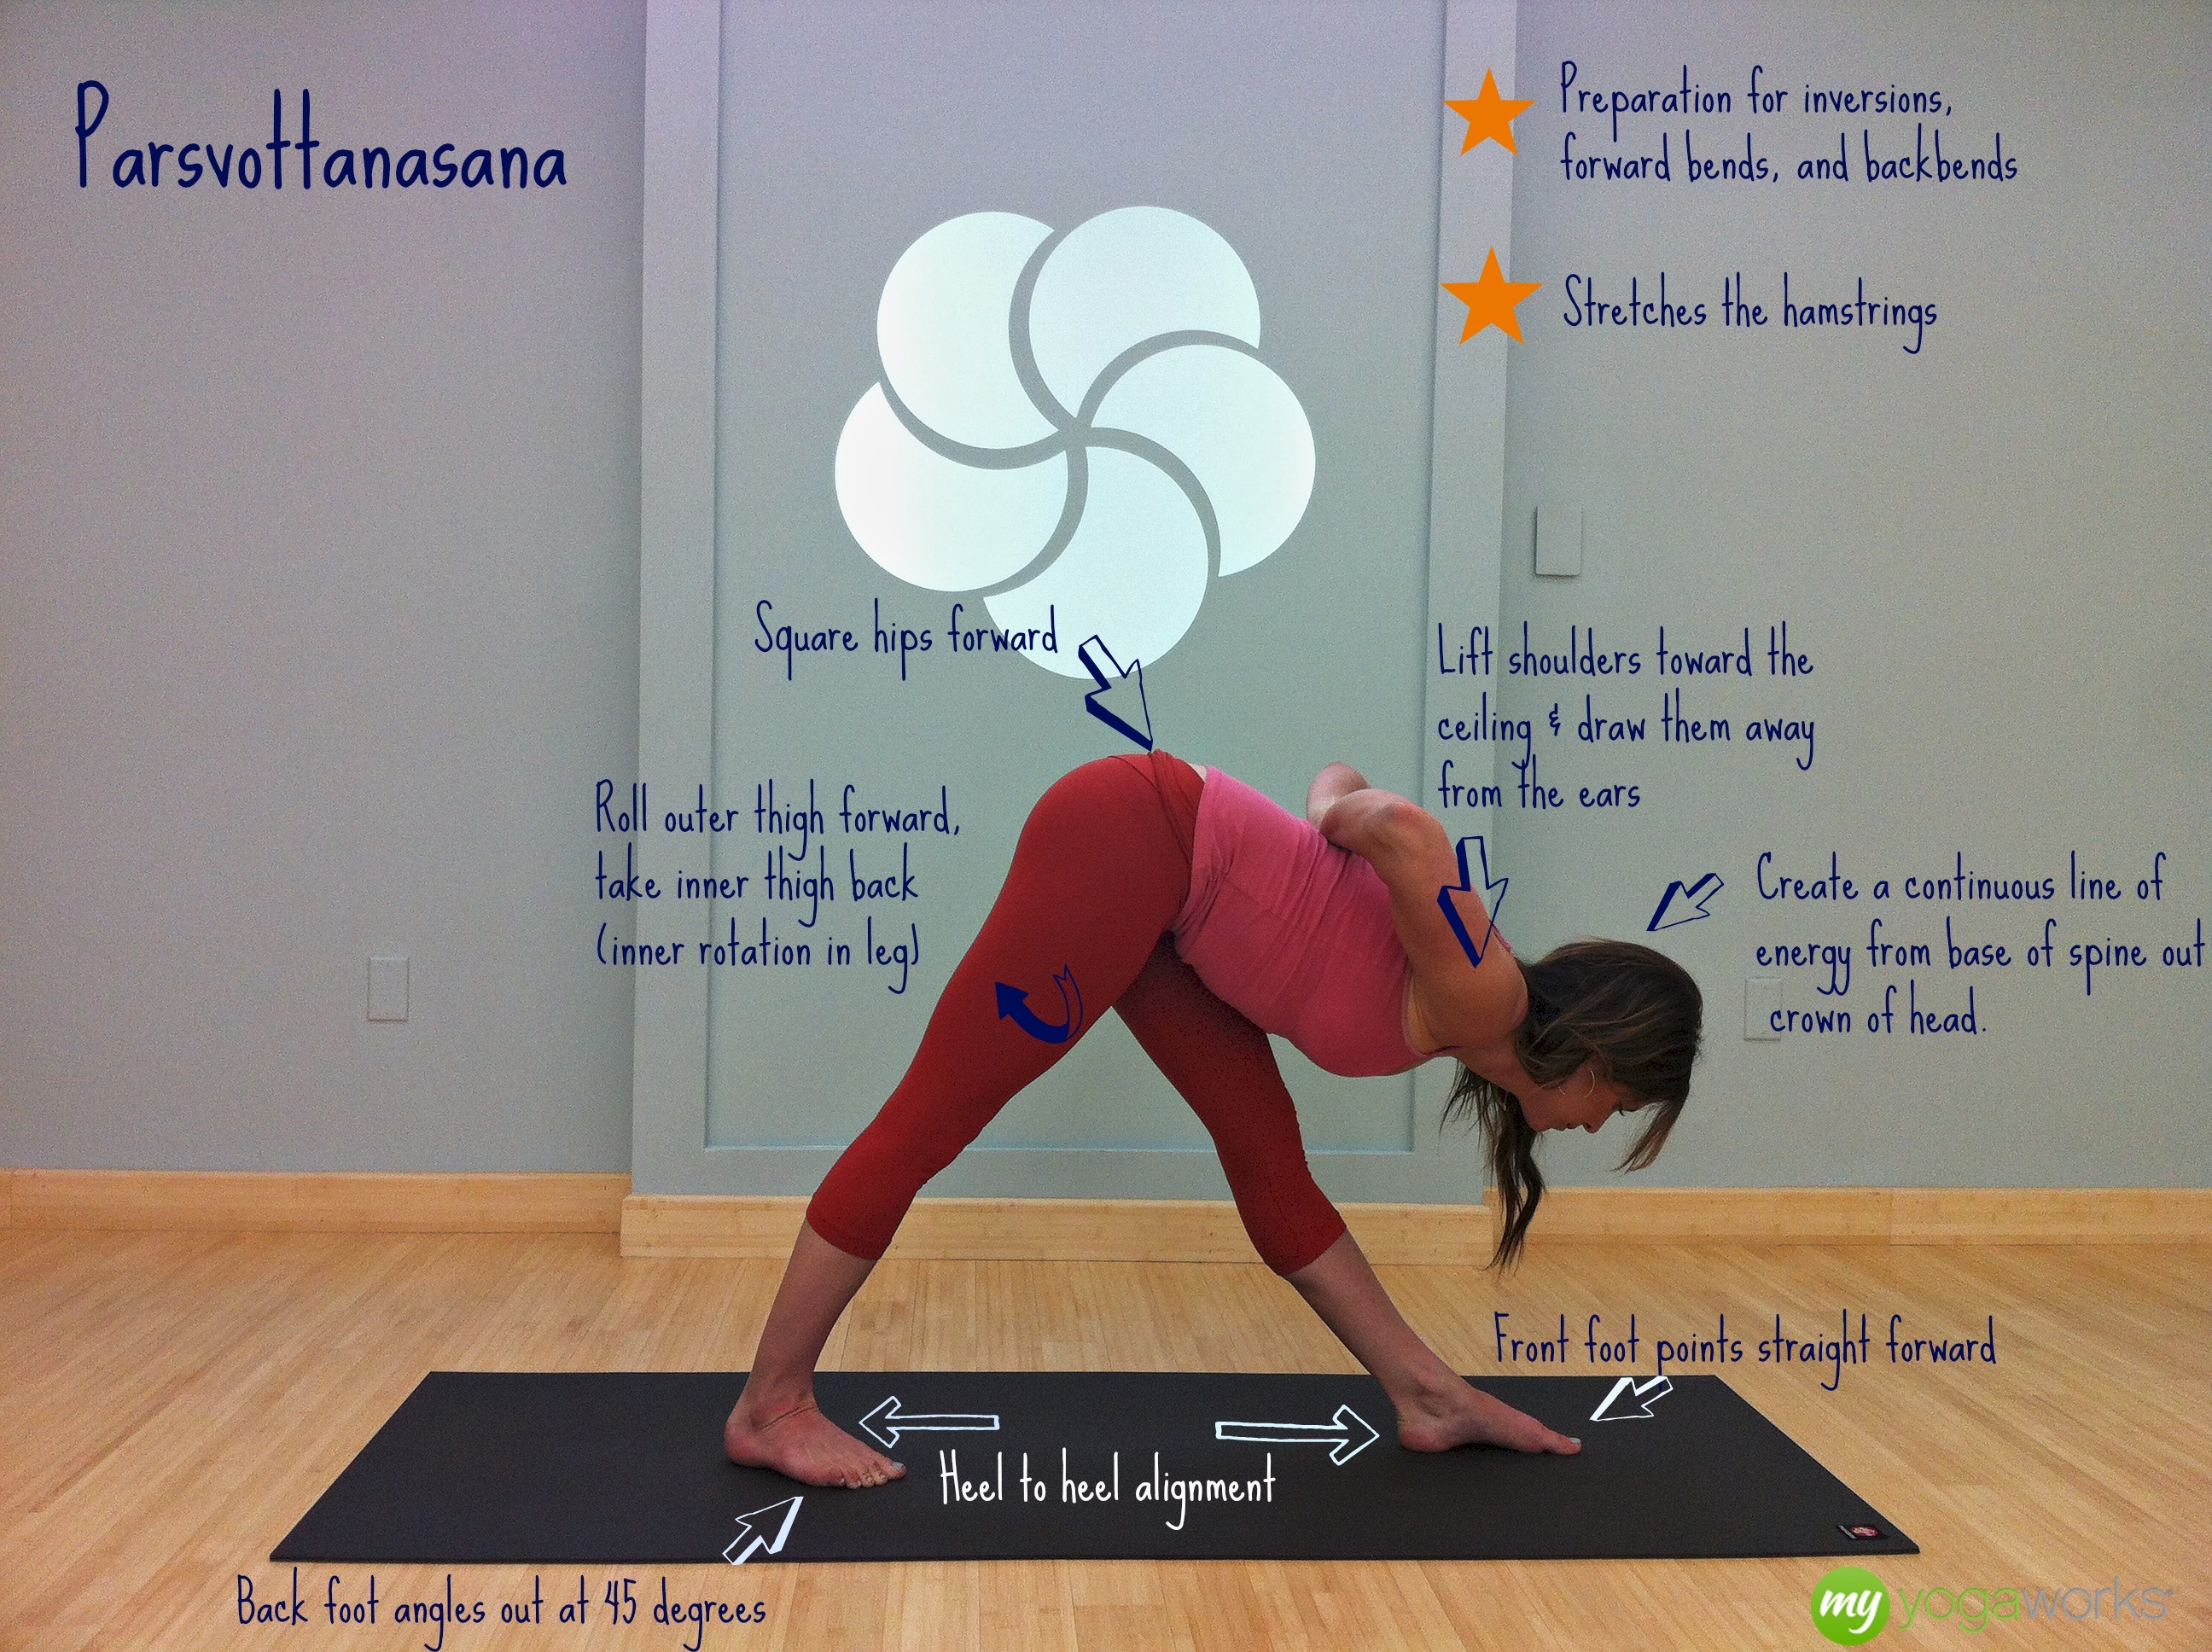 Parsvottanasana
Preparation for inversions,
forward bends, and backbends
Stretches the hamstrings
Square hips forward
Lift shoulders toward the
ceiling & draw them away
from the ears
Roll outer thigh forward,
take inner thigh back
(inner rotation in leg)
Create a continuous line of
energy from base of spine out
crown of head.
Front foot points straight forward
Heel to heel alignment
Back foot angles out at 45 degrees
my yogaworks